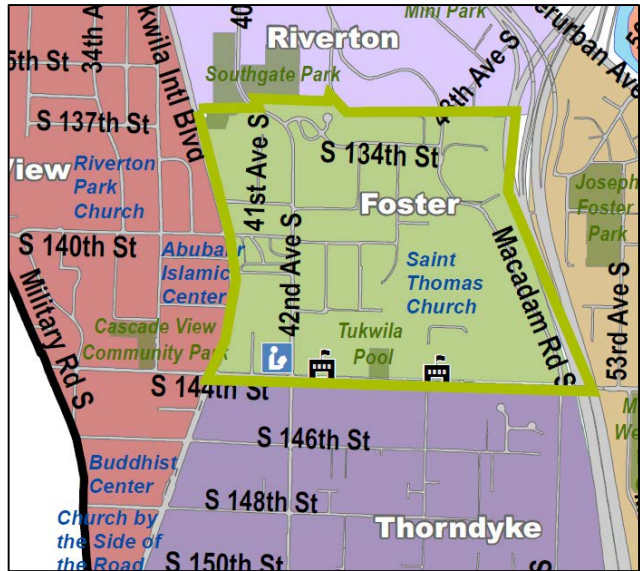 Mini Park
Riverton
Southgate Park
40
34th A
kwila Intl Blvd
5th St
S 137th St
41st Ave S
S 134th St
View
Riverton
Park
Church
Foster
Joseph
Foster
Park
S 140th St
Abubakr
Islamic
Center
42nd Ave S
Saint
Thomas
Church
Macadam Rd S
53rd Ave S
Military Rd S
Cascade View
Community Park
Tukwila
Pool
S 144th St
S 146th St
Buddhist
Center
S 148th St
Church by
the Side of
the Road
Thorndyke
S 150th St